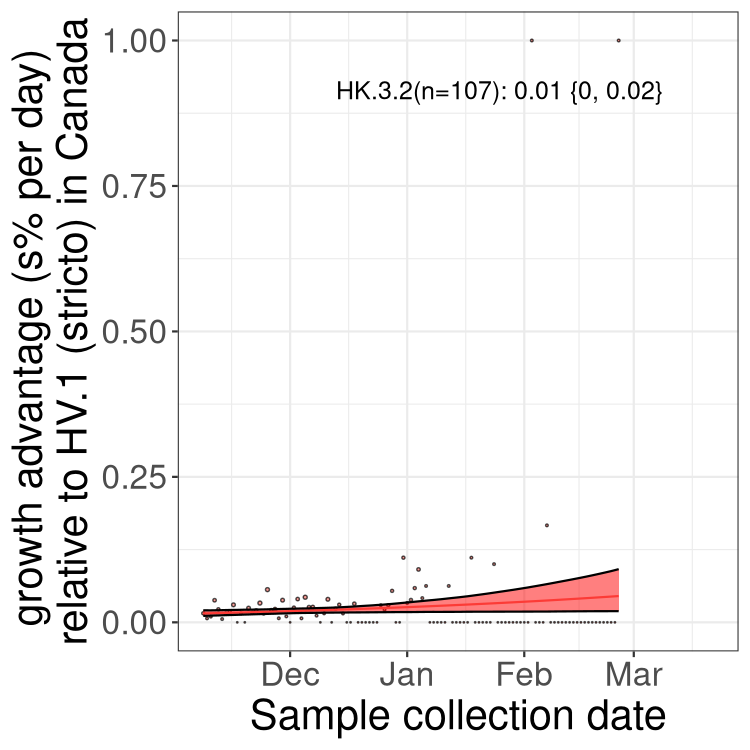 growth advantage (s% per day)
relative to HV.1 (stricto) in Canada
1.00
0.75
0.50
0.25
0.00
HK.3.2(n=107): 0.01 {0, 0.02}
Dec Jan Feb Mar
Sample collection date